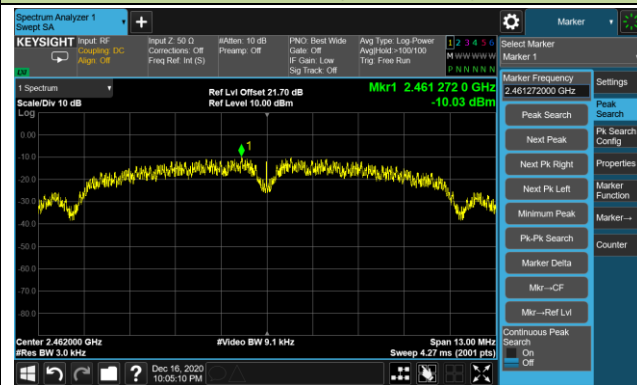 Spectrum Analyzer 1
Swept SA
+
Marker
KEYSIGHT
Input: RF
Coupling: DC
Align: Off
Input Z: 50 Ω
Corrections: Off
Freq Ref: Int (S)
#Atten: 10 dB
Preamp: Off
PNO: Best Wide
Gate: Off
IF Gain: Low
Sig Track: Off
Avg Type: Log-Power
Avg|Hold:>100/100
Trig: Free Run
1 2 3 4 5 6
M W W W W W
P N N N N N
Select Marker
Marker 1
1 Spectrum
Scale/Div 10 dB
Log
Ref Lvl Offset 21.70 dB
Ref Level 10.00 dBm
Mkr1 2.461 272 0 GHz
-10.03 dBm
0.00
-10.0
-20.0
-30.0
-40.0
-50.0
-60.0
-70.0
-80.0
1
Center 2.462000 GHz
#Res BW 3.0 kHz
#Video BW 9.1 kHz
Span 13.00 MHz
Sweep 4.27 ms (2001 pts)
Marker Frequency
2.461272000 GHz
Peak Search
Next Peak
Next Pk Right
Next Pk Left
Minimum Peak
Pk-Pk Search
Marker Delta
Mkr→CF
Mkr→Ref Lvl
Continuous Peak
Search
On
Off
Settings
Peak
Search
Pk Search
Config
Properties
Marker
Function
Marker→
Counter
?
Dec 16, 2020
10:05:10 PM